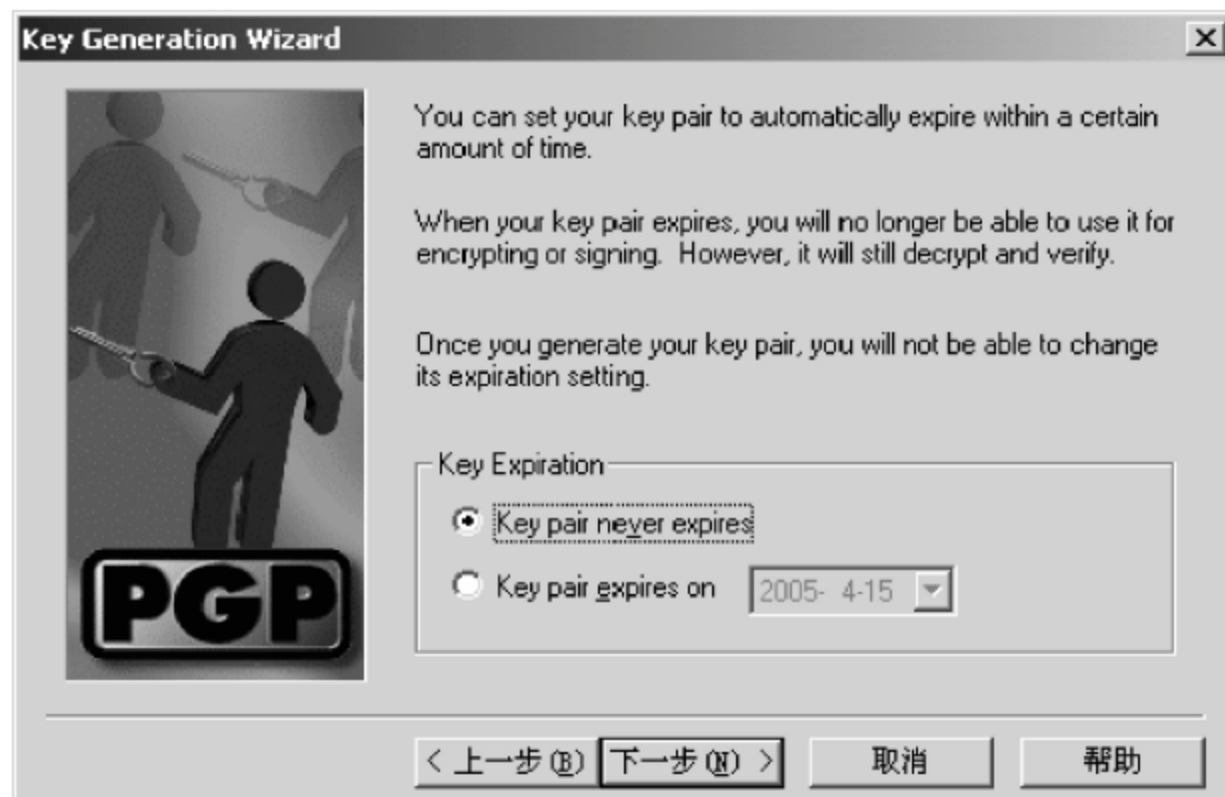 Key Generation Wizard
You can set your key pair to automatically expire within a certain
amount of time.
When your key pair expires, you will no longer be able to use it for
encrypting or signing. However, it will still decrypt and verify.
Once you generate your key pair, you will not be able to change
its expiration setting.
Key Expiration
Key pair never expires
Key pair expires on 2005- 4-15
PGP
< 上一步(B) 下一步(N) > 取消 帮助